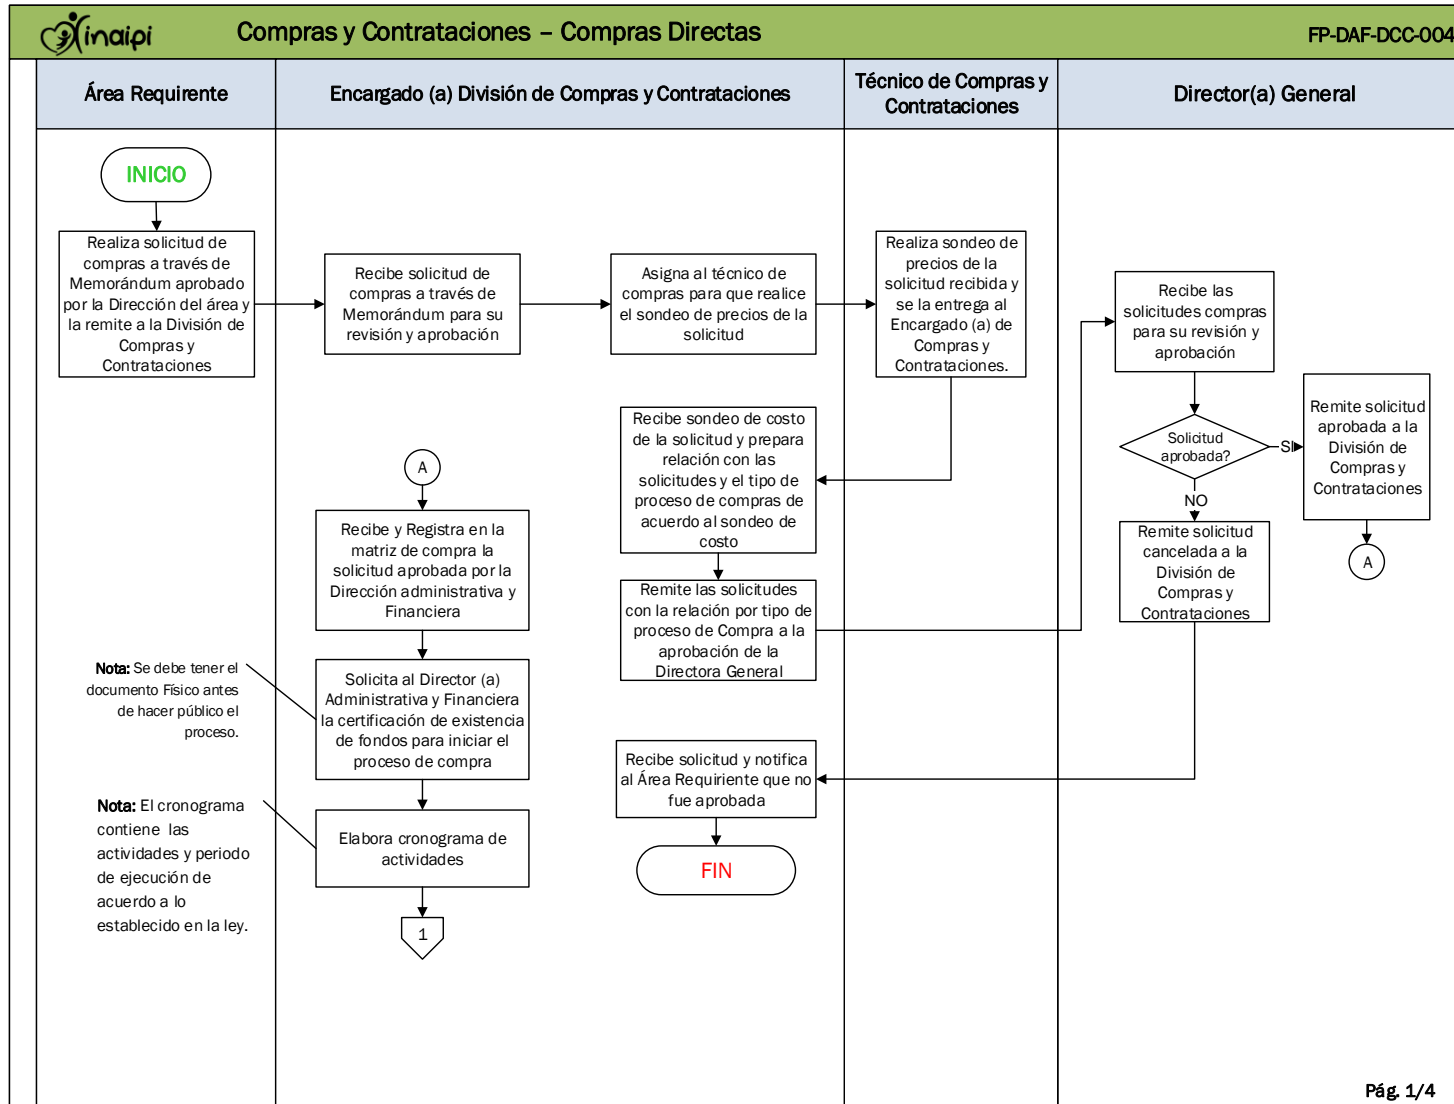 inaipi
Compras y Contrataciones – Compras Directas
FP-DAF-DCC-004
Área Requirente
Encargado (a) División de Compras y Contrataciones
Técnico de Compras y
Contrataciones
Director(a) General
INICIO
Realiza solicitud de
compras a través de
Memorándum aprobado
por la Dirección del área y
la remite a la División de
Compras y
Contrataciones
Recibe solicitud de
compras a través de
Memorándum para su
revisión y aprobación
Asigna al técnico de
compras para que realice
el sondeo de precios de la
solicitud
Realiza sondeo de
precios de la
solicitud recibida y
se la entrega al
Encargado (a) de
Compras y
Contrataciones.
Recibe las
solicitudes compras
para su revisión y
aprobación
Solicitud
aprobada?
SI
Remite solicitud
aprobada a la
División de
Compras y
Contrataciones
A
NO
Remite solicitud
cancelada a la
División de
Compras y
Contrataciones
Recibe sondeo de costo
de la solicitud y prepara
relación con las
solicitudes y el tipo de
proceso de compras de
acuerdo al sondeo de
costo
Remite las solicitudes
con la relación por tipo de
proceso de Compra a la
aprobación de la
Directora General
Recibe solicitud y notifica
al Área Requiriente que no
fue aprobada
FIN
A
Recibe y Registra en la
matriz de compra la
solicitud aprobada por la
Dirección administrativa y
Financiera
Solicita al Director (a)
Administrativa y Financiera
la certificación de existencia
de fondos para iniciar el
proceso de compra
Elabora cronograma de
actividades
1
Nota: Se debe tener el
documento Físico antes
de hacer público el
proceso.
Nota: El cronograma
contiene las
actividades y periodo
de ejecución de
acuerdo a lo
establecido en la ley.
Pág. 1/4